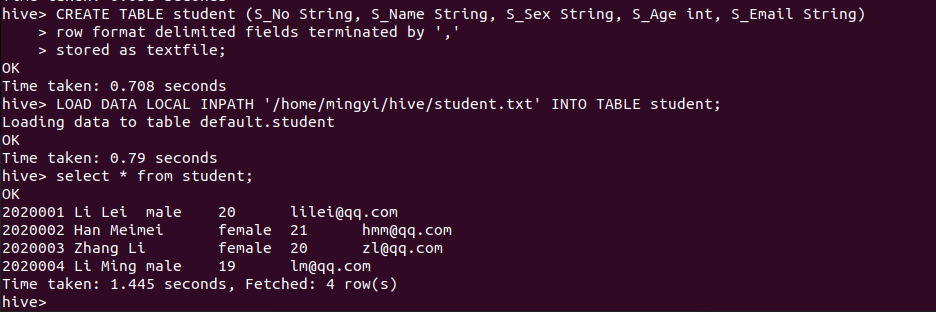 hive> CREATE TABLE student (S_No String, S_Name String, S_Sex String, S_Age int, S_Email String)
    > row format delimited fields terminated by ','
    > stored as textfile;
OK
Time taken: 0.708 seconds
hive> LOAD DATA LOCAL INPATH '/home/mingyi/hive/student.txt' INTO TABLE student;
Loading data to table default.student
OK
Time taken: 0.79 seconds
hive> select * from student;
OK
2020001 Li Lei  male    20      lilei@qq.com
2020002 Han Meimei      female  21      hmm@qq.com
2020003 Zhang Li        female  20      zl@qq.com
2020004 Li Ming male    19      lm@qq.com
Time taken: 1.445 seconds, Fetched: 4 row(s)
hive>